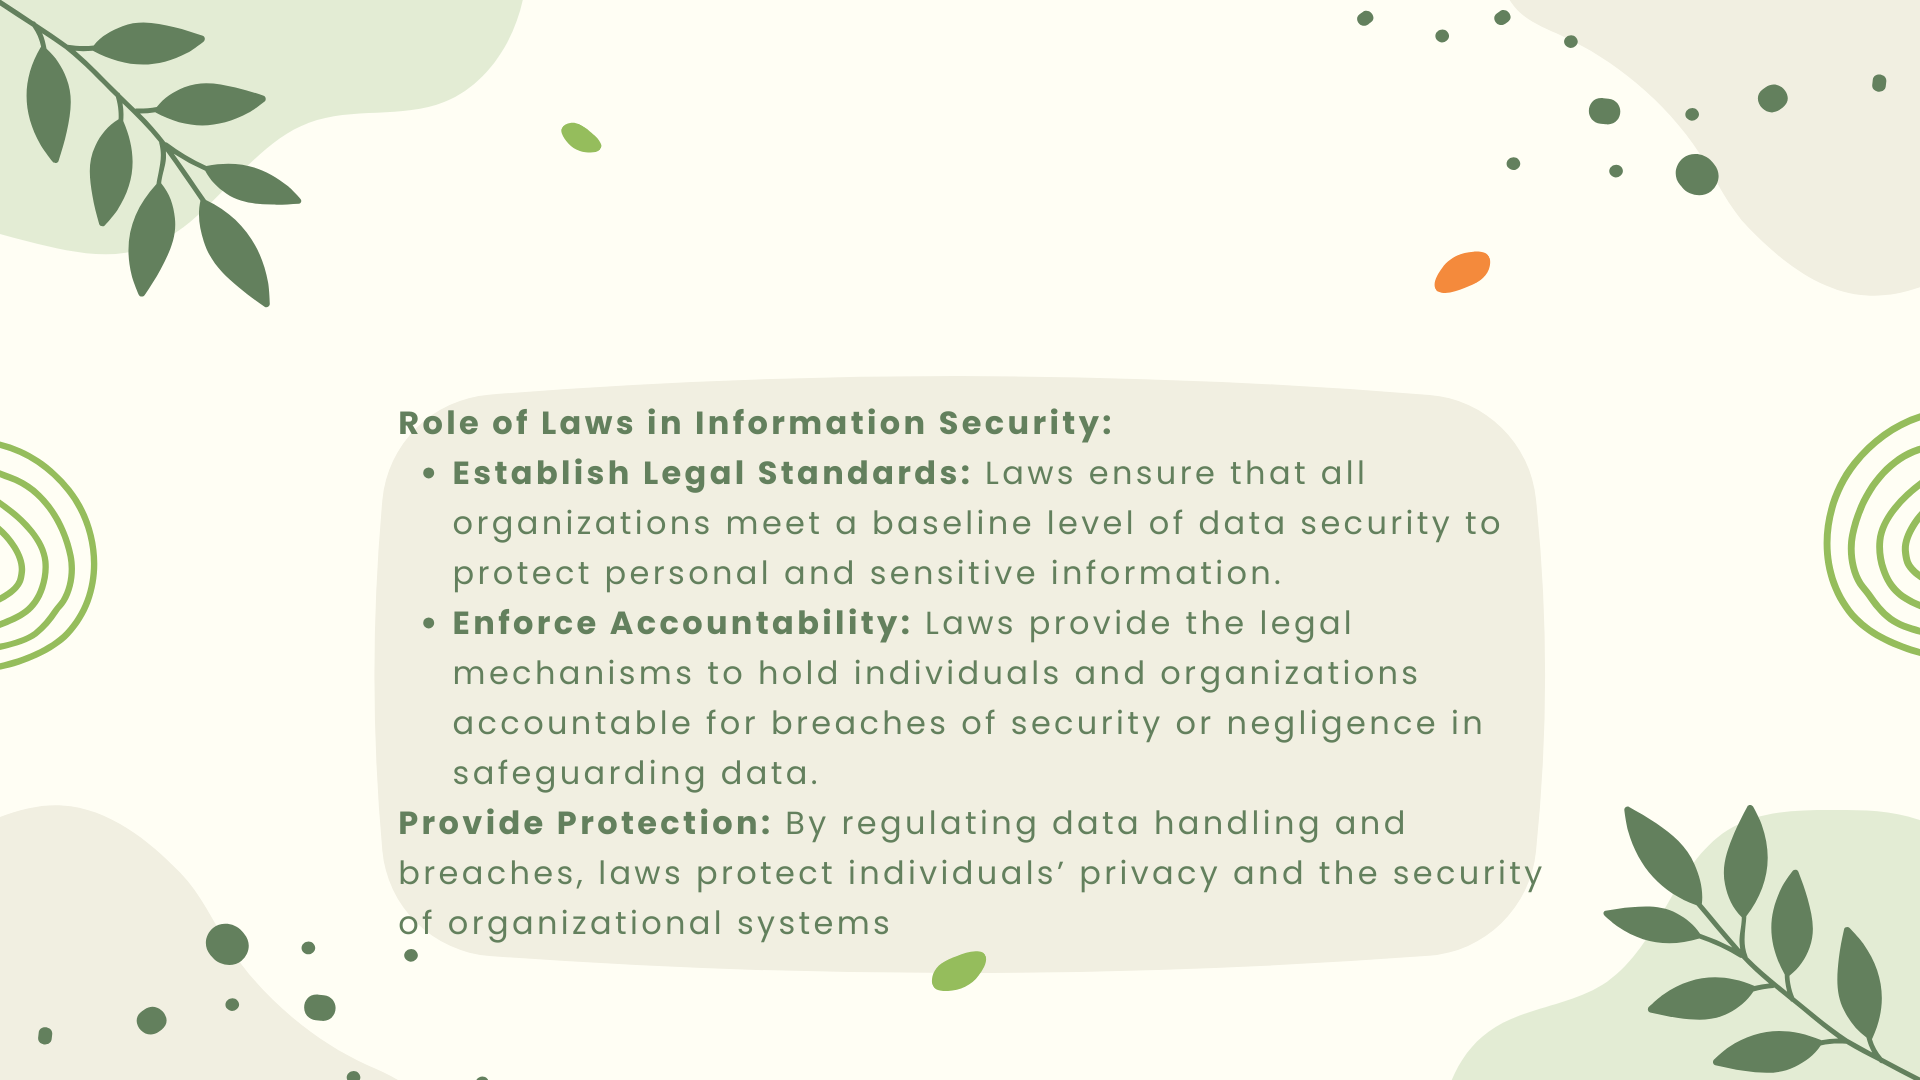 Role of Laws in Information Security:
• Establish Legal Standards: Laws ensure that all
organizations meet a baseline level of data security to
protect personal and sensitive information.
• Enforce Accountability: Laws provide the legal
mechanisms to hold individuals and organizations
accountable for breaches of security or negligence in
safeguarding data.
Provide Protection: By regulating data handling and
breaches, laws protect individuals’ privacy and the security
of organizational systems